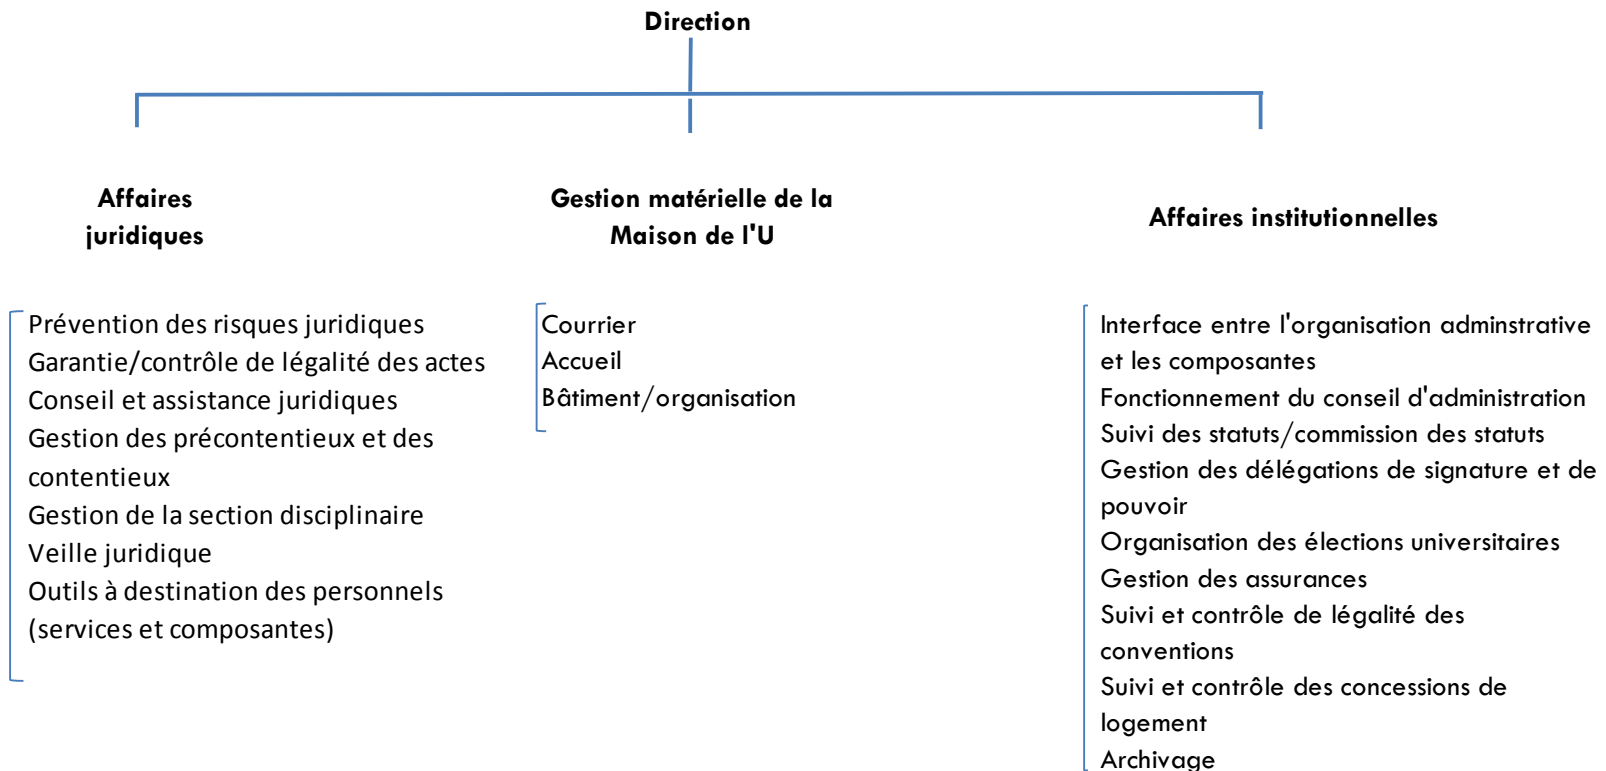 Direction
Affaires
juridiques
Prévention des risques juridiques
Garantie/contrôle de légalité des actes
Conseil et assistance juridiques
Gestion des précontentieux et des
contentieux
Gestion de la section disciplinaire
Veille juridique
Outils à destination des personnels
(services et composantes)
Gestion matérielle de la
Maison de l'U
Courrier
Accueil
Bâtiment/organisation
Affaires institutionnelles
Interface entre l'organisation adminstrative
et les composantes
Fonctionnement du conseil d'administration
Suivi des statuts/commission des statuts
Gestion des délégations de signature et de
pouvoir
Organisation des élections universitaires
Gestion des assurances
Suivi et contrôle de légalité des
conventions
Suivi et contrôle des concessions de
logement
Archivage